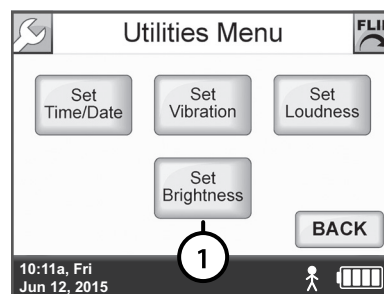 Utilities Menu
FLI
Set
Time/Date
Set
Vibration
Set
Loudness
Set
Brightness
BACK
1
10:11a, Fri
Jun 12, 2015